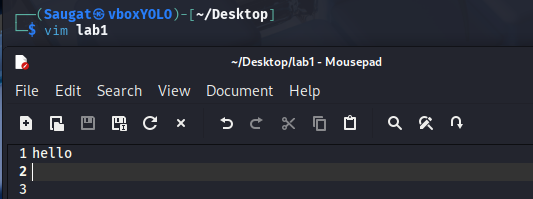 ┌──(Saugat㉿vboxYOLO)-[~/Desktop]
└─$ vim lab1
~/Desktop/lab1 - Mousepad
File Edit Search View Document Help
1 hello
2
3